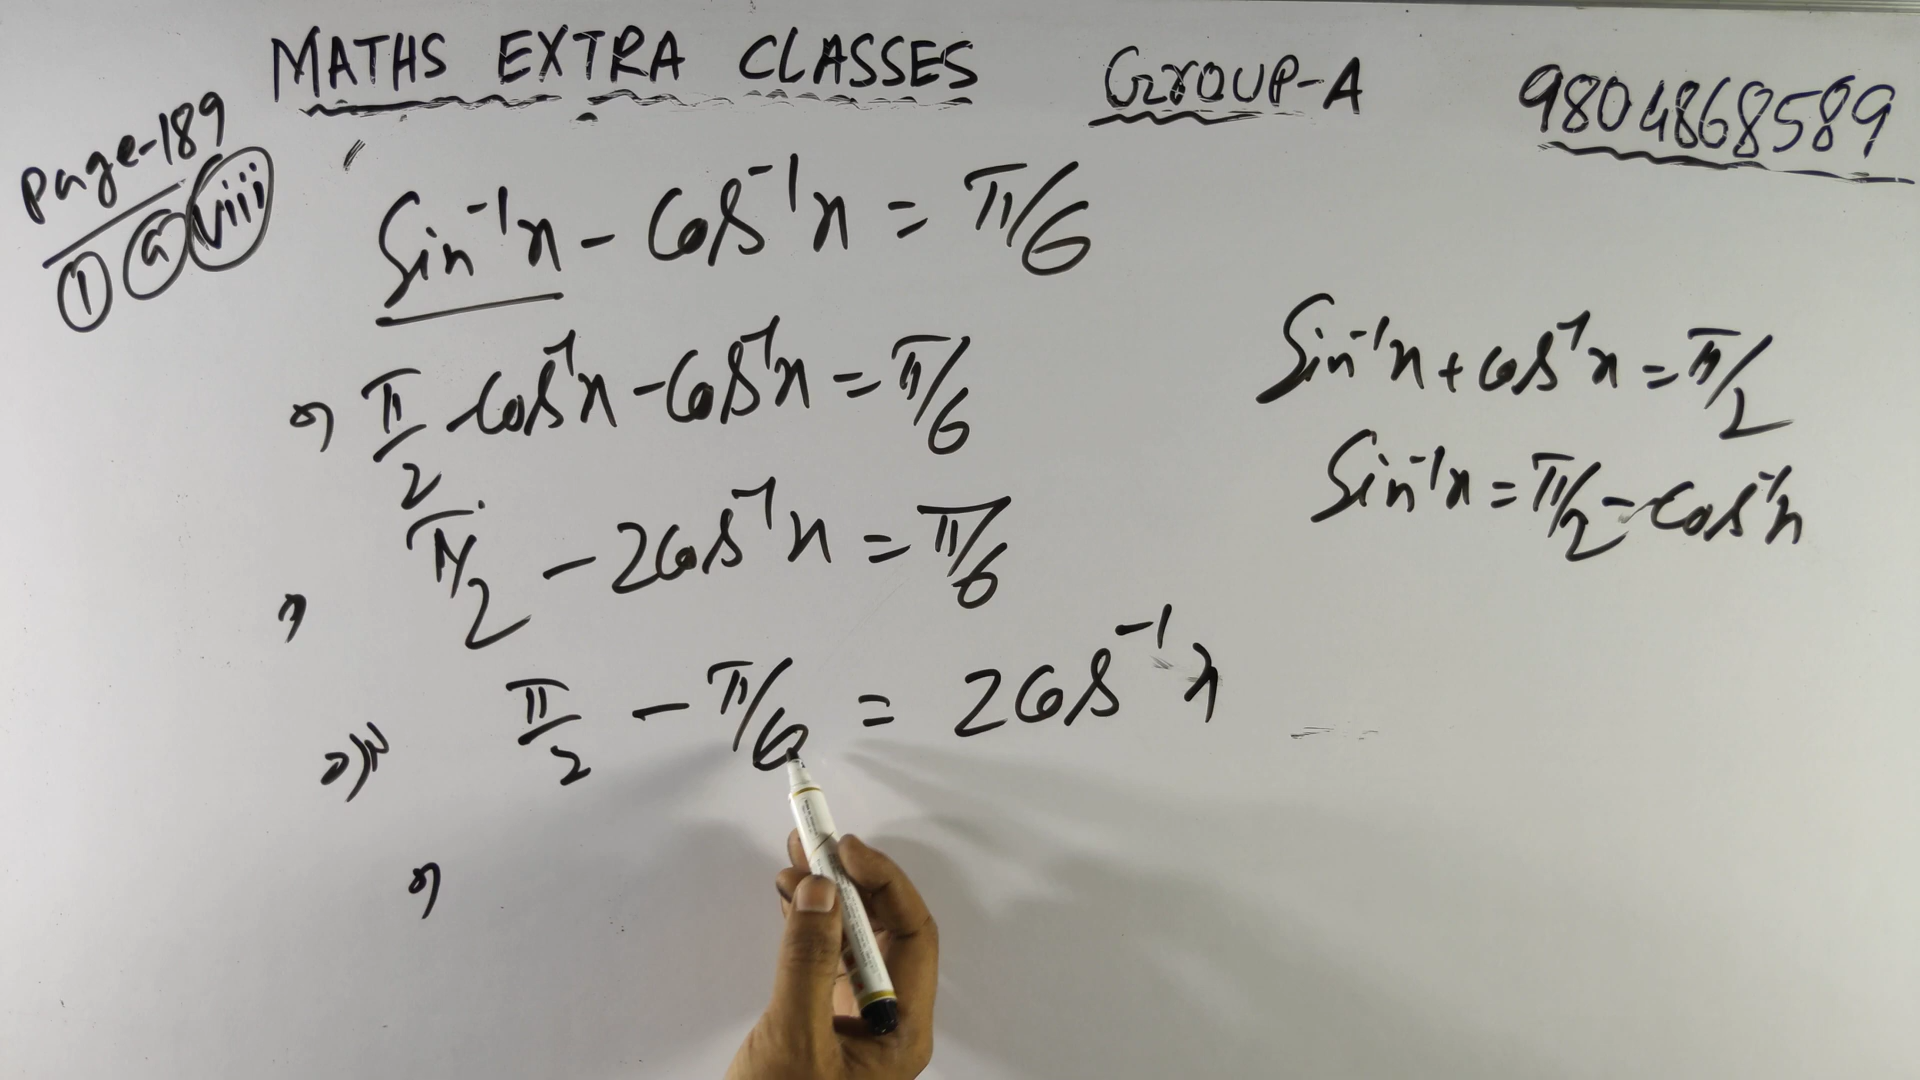 MATHS EXTRA CLASSES GROUP-A 9804868589
Page-189
1 a viii
Sin⁻¹x - Cos⁻¹x = π/6
⇒ π/2 - Cos⁻¹x - Cos⁻¹x = π/6
⇒ π/2 - 2Cos⁻¹x = π/6
⇒ π/2 - π/6 = 2Cos⁻¹x
⇒
Sin⁻¹x + Cos⁻¹x = π/2
Sin⁻¹x = π/2 - Cos⁻¹x